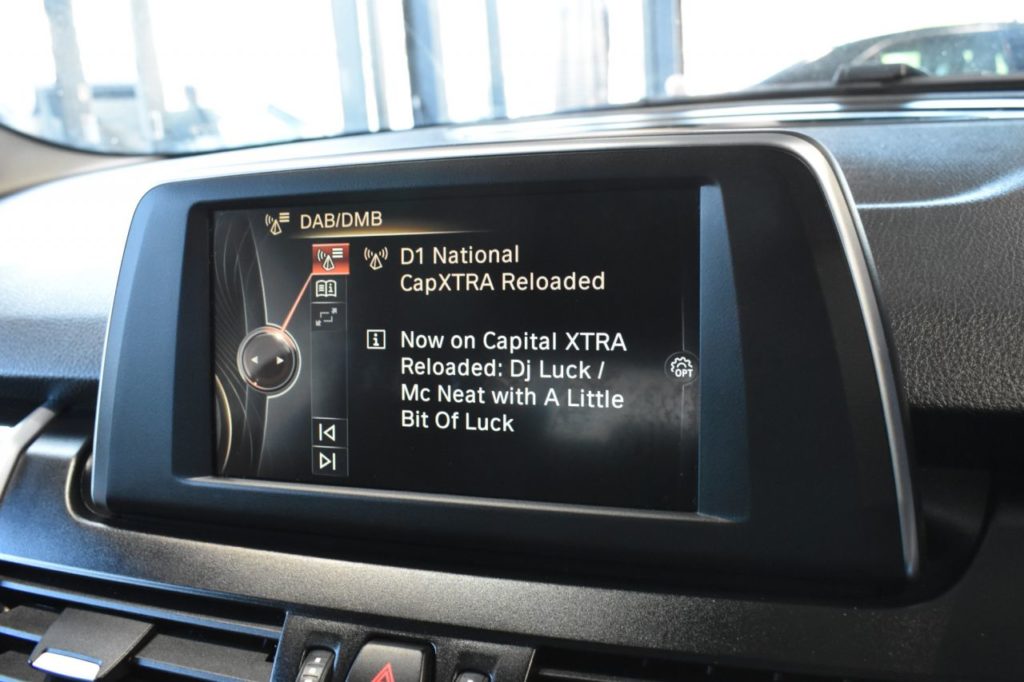 DAB/DMB
D1 National
CapXTRA Reloaded
Now on Capital XTRA
Reloaded: Dj Luck /
Mc Neat with A Little
Bit Of Luck
OPT